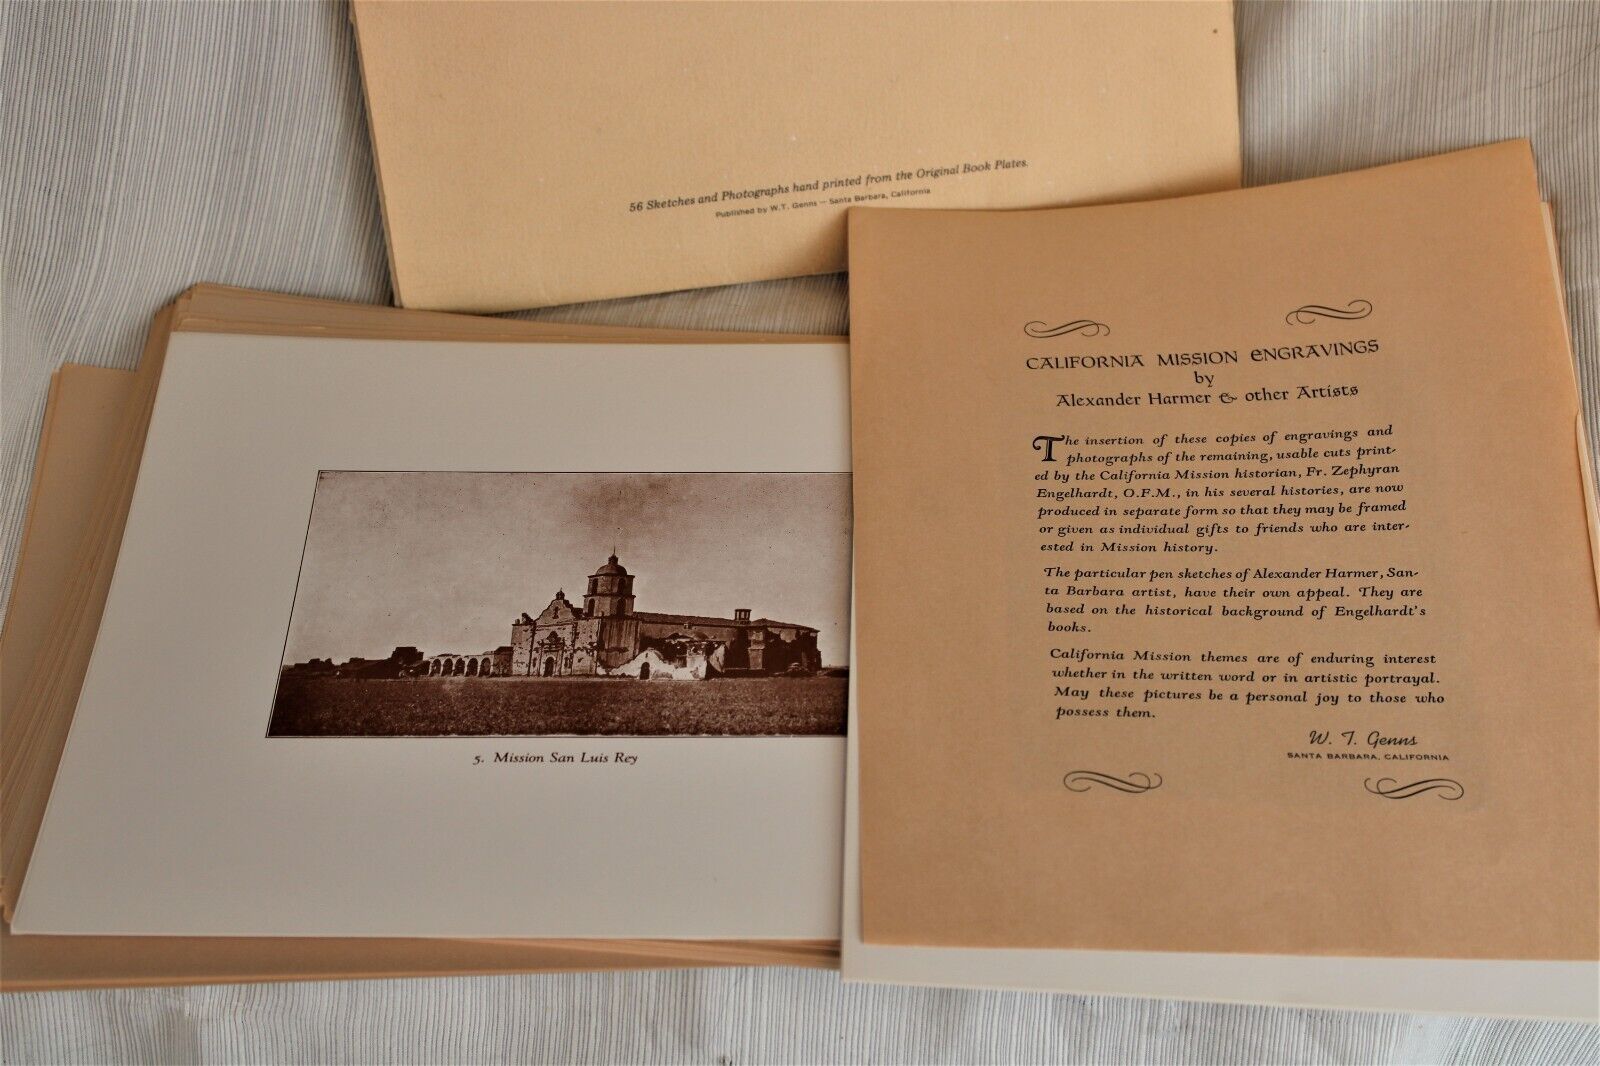 56 Sketches and Photographs hand printed from the Original Book Plates.
Published by W.T. Genns — Santa Barbara, California
5. Mission San Luis Rey
CALIFORNIA MISSION ENGRAVINGS
by
Alexander Harmer & other Artists
The insertion of these copies of engravings and
photographs of the remaining, usable cuts print-
ed by the California Mission historian, Fr. Zephyran
Engelhardt, O.F.M., in his several histories, are now
produced in separate form so that they may be framed
or given as individual gifts to friends who are inter-
ested in Mission history.
The particular pen sketches of Alexander Harmer, San-
ta Barbara artist, have their own appeal. They are
based on the historical background of Engelhardt's
books.
California Mission themes are of enduring interest
whether in the written word or in artistic portrayal.
May these pictures be a personal joy to those who
possess them.
W. T. Genns
SANTA BARBARA, CALIFORNIA